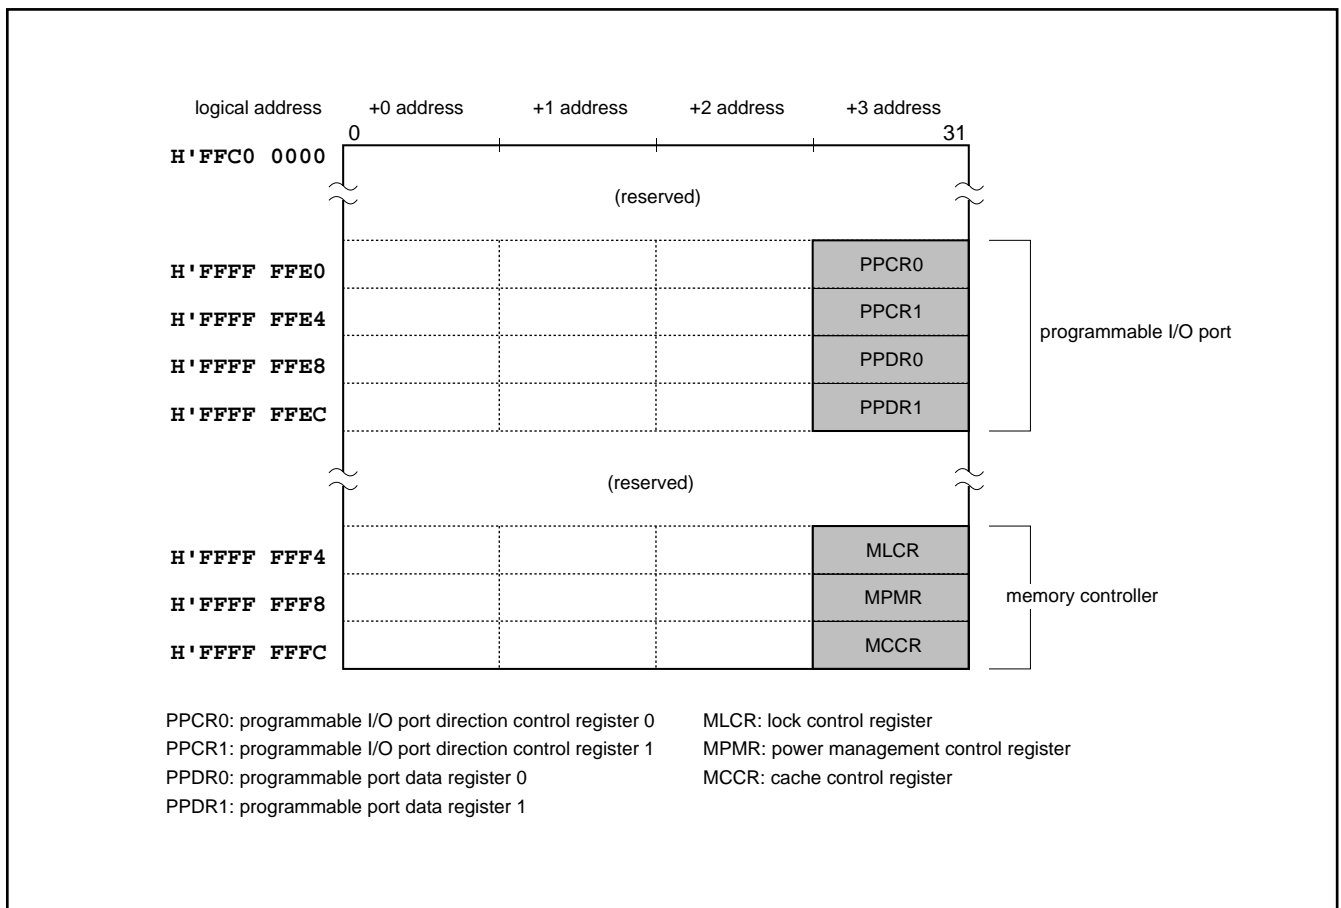 logical address +0 address +1 address +2 address +3 address
0 31
H'FFC0 0000
(reserved)
H'FFFF FFE0 PPCR0
H'FFFF FFE4 PPCR1
programmable I/O port
H'FFFF FFE8 PPDR0
H'FFFF FFEC PPDR1
(reserved)
H'FFFF FFF4 MLCR
H'FFFF FFF8 MPMR memory controller
H'FFFF FFFC MCCR
PPCR0: programmable I/O port direction control register 0 MLCR: lock control register
PPCR1: programmable I/O port direction control register 1 MPMR: power management control register
PPDR0: programmable port data register 0 MCCR: cache control register
PPDR1: programmable port data register 1